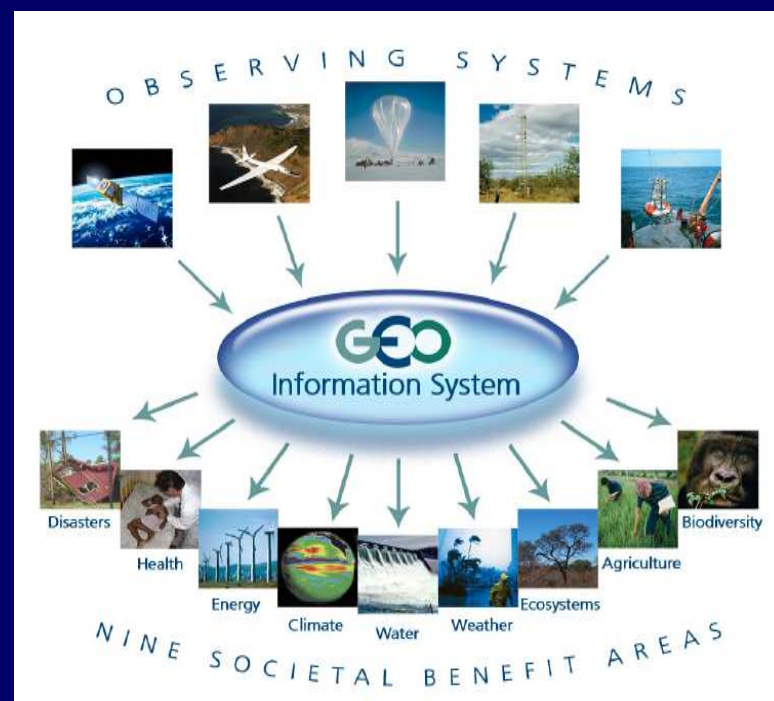 OBSERVING SYSTEMS
GEO
Information System
Disasters
Health
Energy
Climate
Water
Weather
Ecosystems
Agriculture
Biodiversity
NINE SOCIETAL BENEFIT AREAS